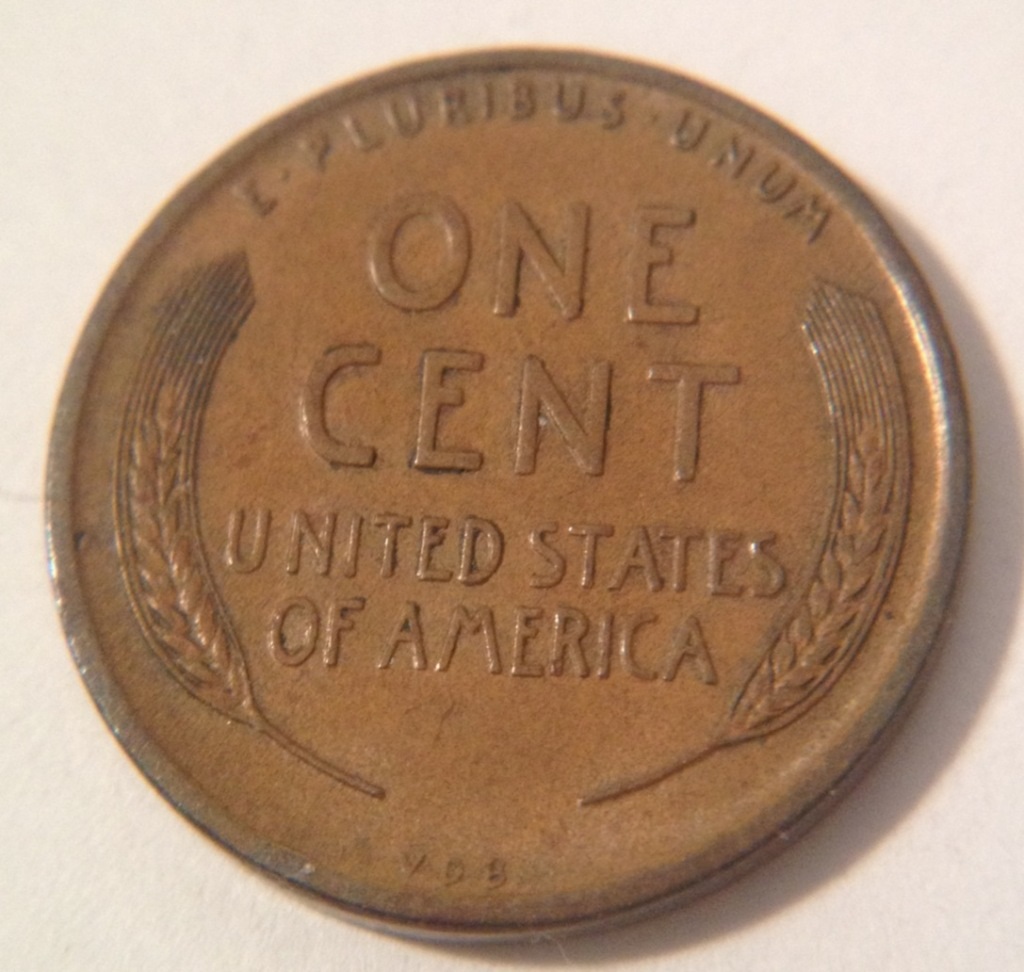 E·PLURIBUS·UNUM
ONE
CENT
UNITED STATES
OF AMERICA
VDB